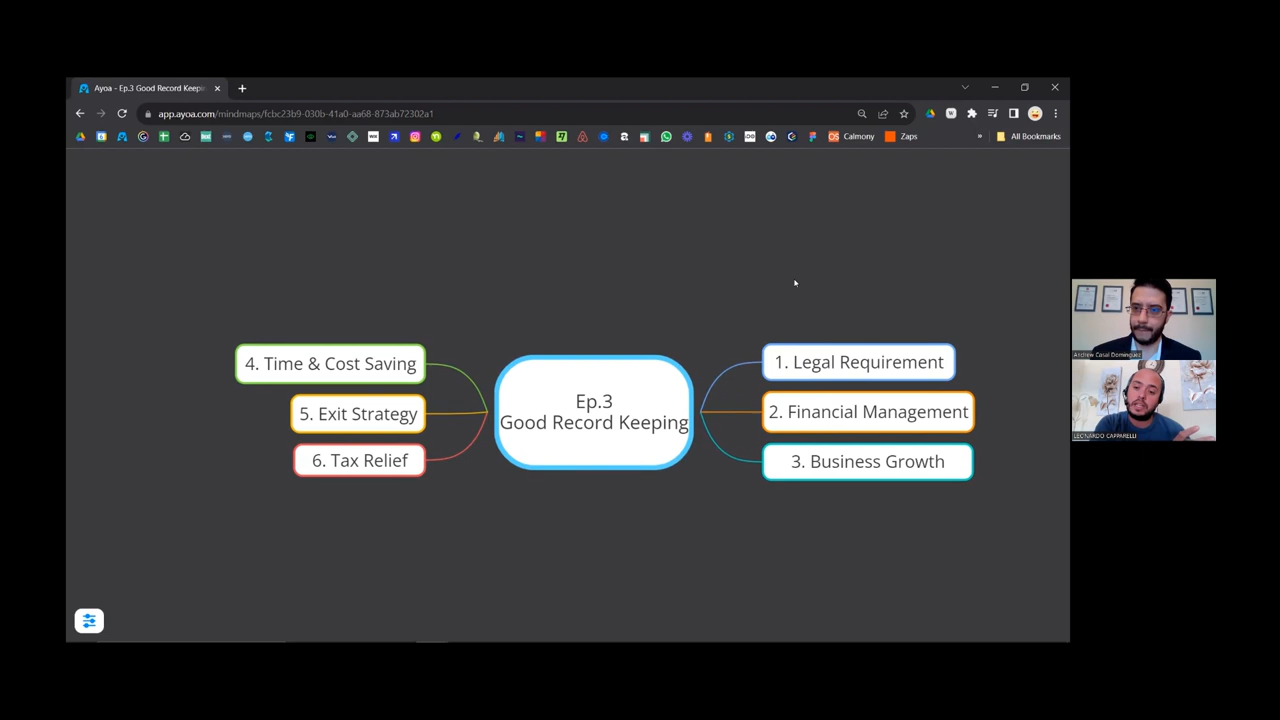 Ayoa - Ep.3 Good Record Keepi
app.ayoa.com/mindmaps/fcbc23b9-030b-41a0-aa68-873ab72302a1
Calmony
Zaps
»
All Bookmarks
4. Time & Cost Saving
5. Exit Strategy
6. Tax Relief
Ep.3
Good Record Keeping
1. Legal Requirement
2. Financial Management
3. Business Growth
Andrew Casal Dominguez
LEONARDO CAPPARELLI